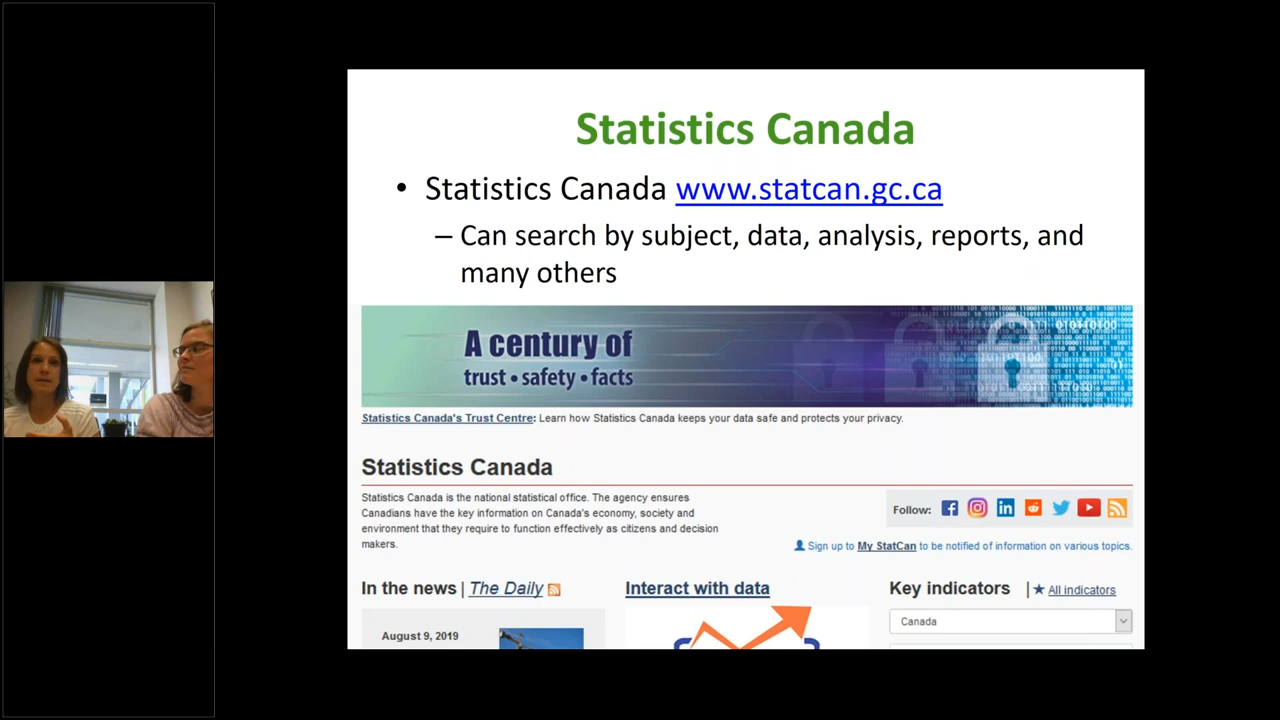 Statistics Canada
• Statistics Canada www.statcan.gc.ca
– Can search by subject, data, analysis, reports, and
many others
A century of
trust • safety • facts
Statistics Canada's Trust Centre: Learn how Statistics Canada keeps your data safe and protects your privacy.
Statistics Canada
Statistics Canada is the national statistical office. The agency ensures
Canadians have the key information on Canada's economy, society and
environment that they require to function effectively as citizens and decision
makers.
Follow:
Sign up to My StatCan to be notified of information on various topics.
In the news | The Daily
August 9, 2019
Interact with data
Key indicators | ★ All indicators
Canada